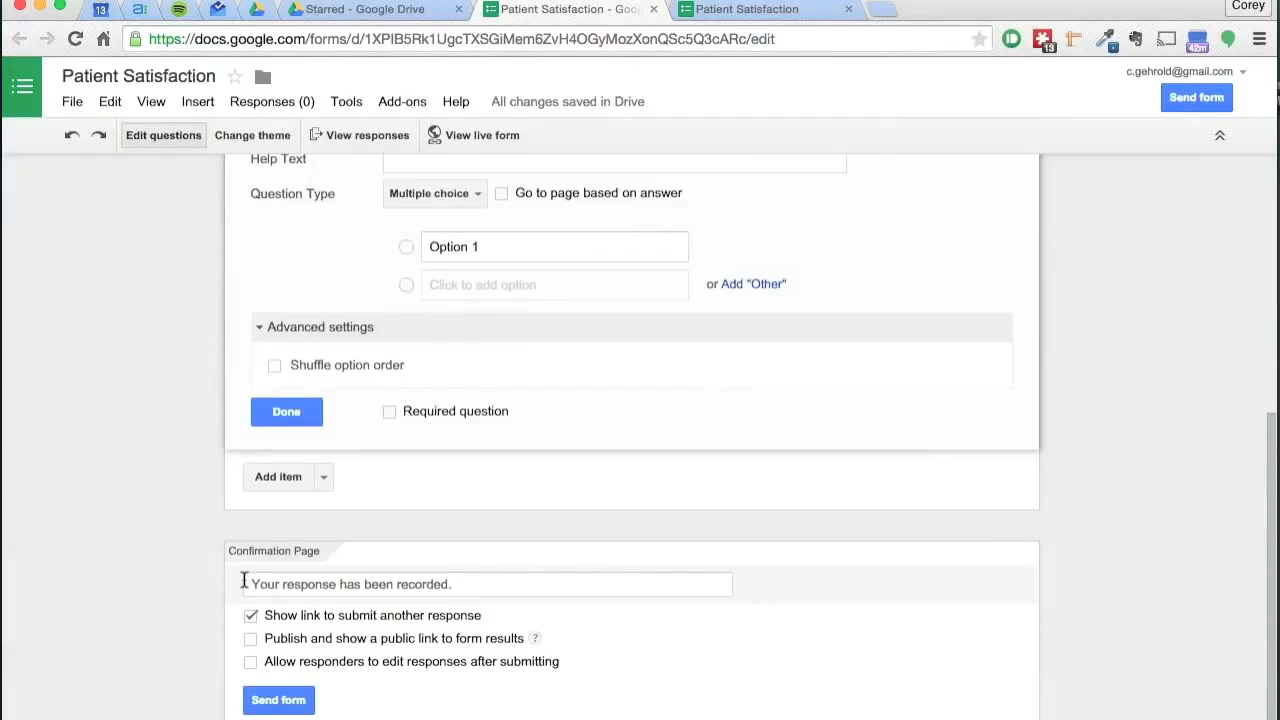 Corey
13
Starred - Google Drive
Patient Satisfaction - Goo
Patient Satisfaction
https://docs.google.com/forms/d/1XPIB5Rk1UgcTXSGiMem6ZvH4OGyMozXonQSc5Q3cARc/edit
13
42m
Patient Satisfaction
c.gehrold@gmail.com
File Edit View Insert Responses (0) Tools Add-ons Help All changes saved in Drive
Send form
Edit questions Change theme View responses View live form
Help Text
Question Type Multiple choice Go to page based on answer
Option 1
Click to add option or Add "Other"
Advanced settings
Shuffle option order
Done Required question
Add item
Confirmation Page
Your response has been recorded.
Show link to submit another response
Publish and show a public link to form results ?
Allow responders to edit responses after submitting
Send form